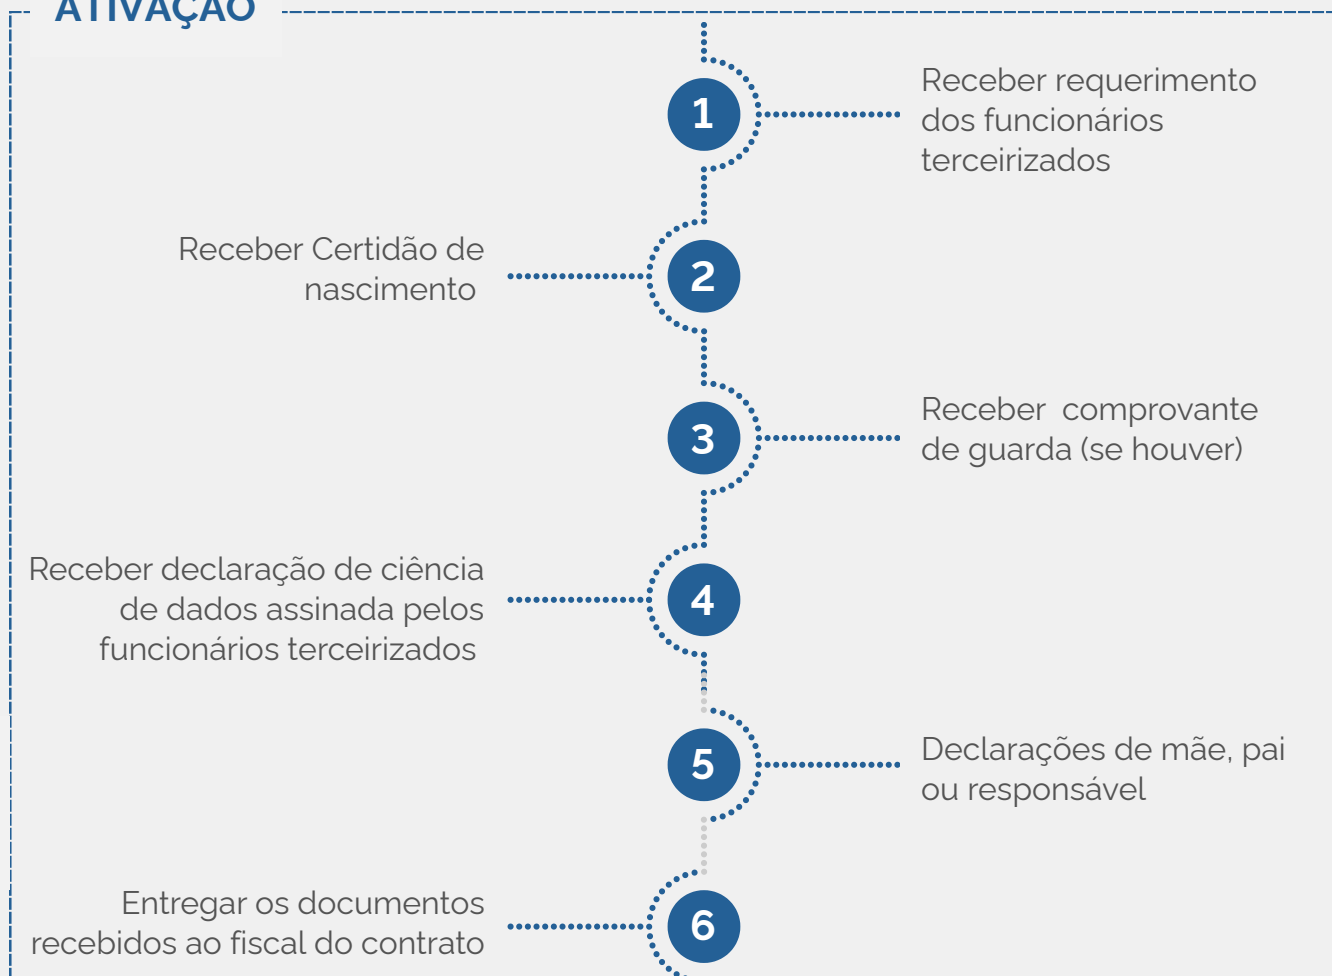 ATIVAÇÃO
1
Receber requerimento
dos funcionários
terceirizados
Receber Certidão de
nascimento
2
3
Receber comprovante
de guarda (se houver)
Receber declaração de ciência
de dados assinada pelos
funcionários terceirizados
4
5
Declarações de mãe, pai
ou responsável
Entregar os documentos
recebidos ao fiscal do contrato
6